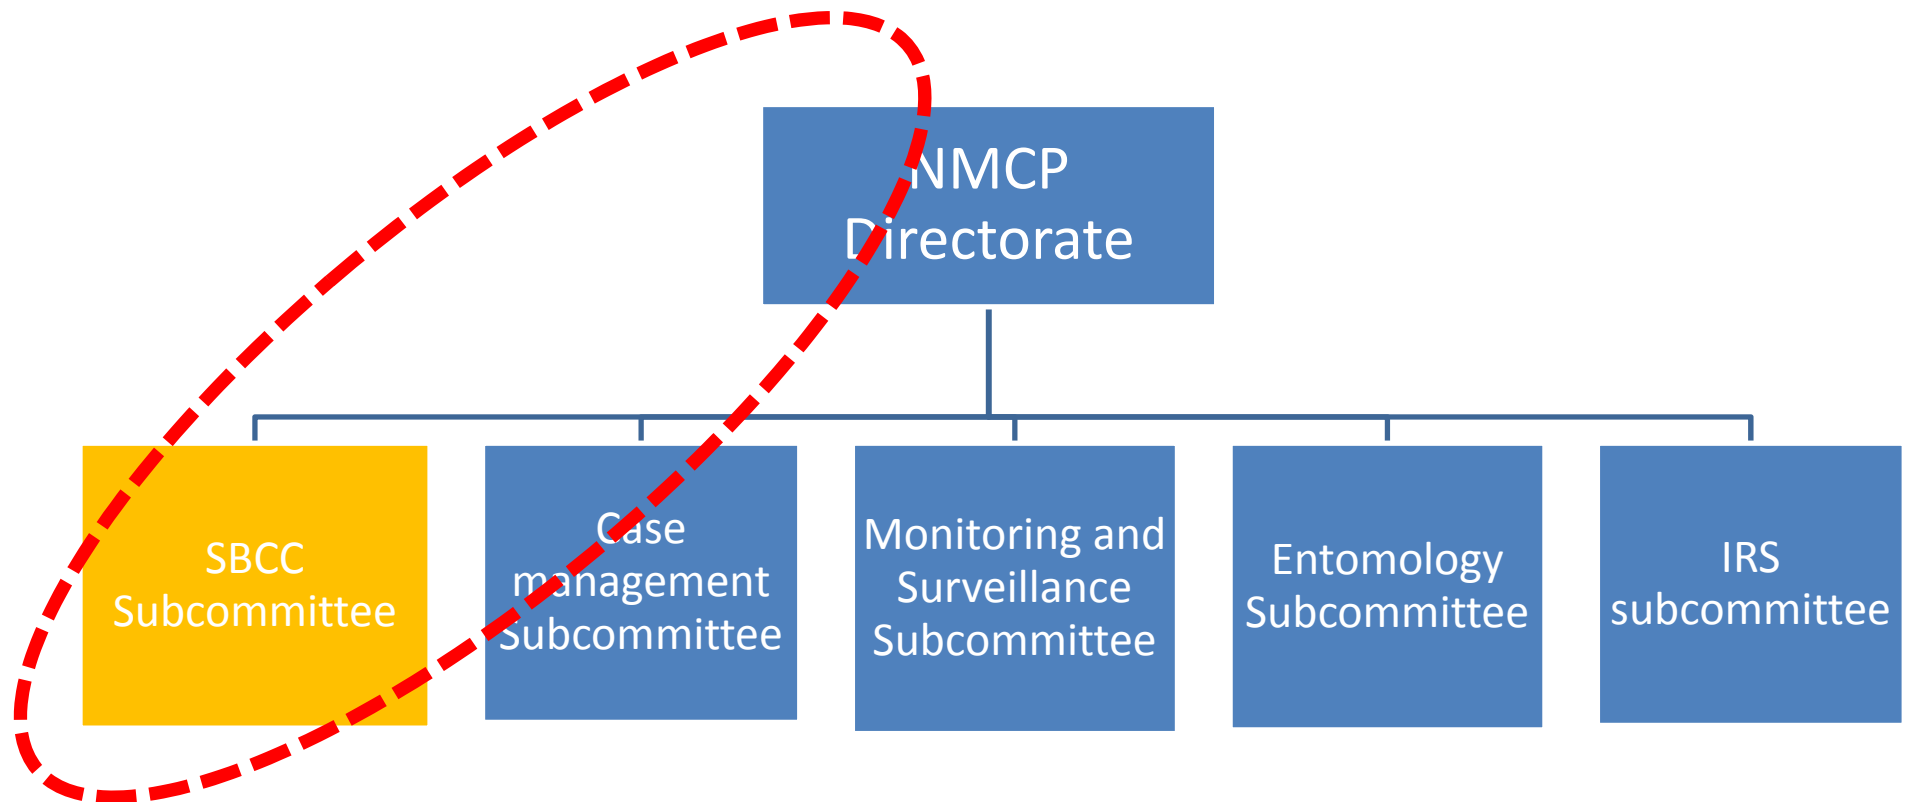 NMCP
Directorate
SBCC
Subcommittee
Case
management
Subcommittee
Monitoring and
Surveillance
Subcommittee
Entomology
Subcommittee
IRS
subcommittee